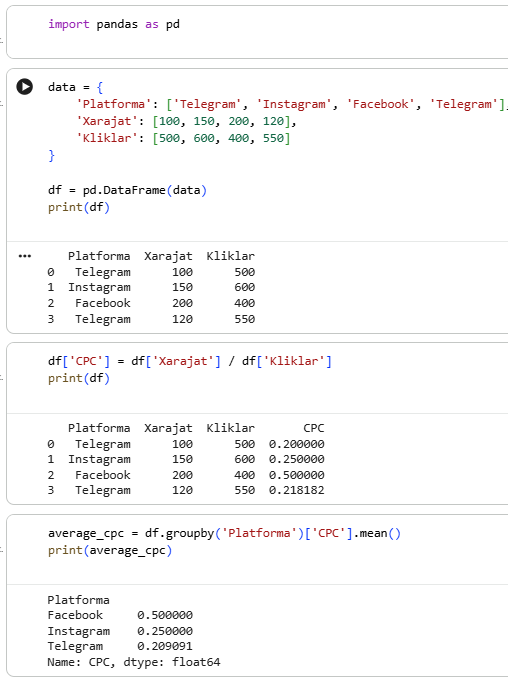 import pandas as pd
data = {
    'Platforma': ['Telegram', 'Instagram', 'Facebook', 'Telegram'],
    'Xarajat': [100, 150, 200, 120],
    'Kliklar': [500, 600, 400, 550]
}
df = pd.DataFrame(data)
print(df)
   Platforma  Xarajat  Kliklar
0   Telegram      100      500
1  Instagram      150      600
2   Facebook      200      400
3   Telegram      120      550
df['CPC'] = df['Xarajat'] / df['Kliklar']
print(df)
   Platforma  Xarajat  Kliklar       CPC
0   Telegram      100      500  0.200000
1  Instagram      150      600  0.250000
2   Facebook      200      400  0.500000
3   Telegram      120      550  0.218182
average_cpc = df.groupby('Platforma')['CPC'].mean()
print(average_cpc)
Platforma
Facebook     0.500000
Instagram    0.250000
Telegram     0.209091
Name: CPC, dtype: float64